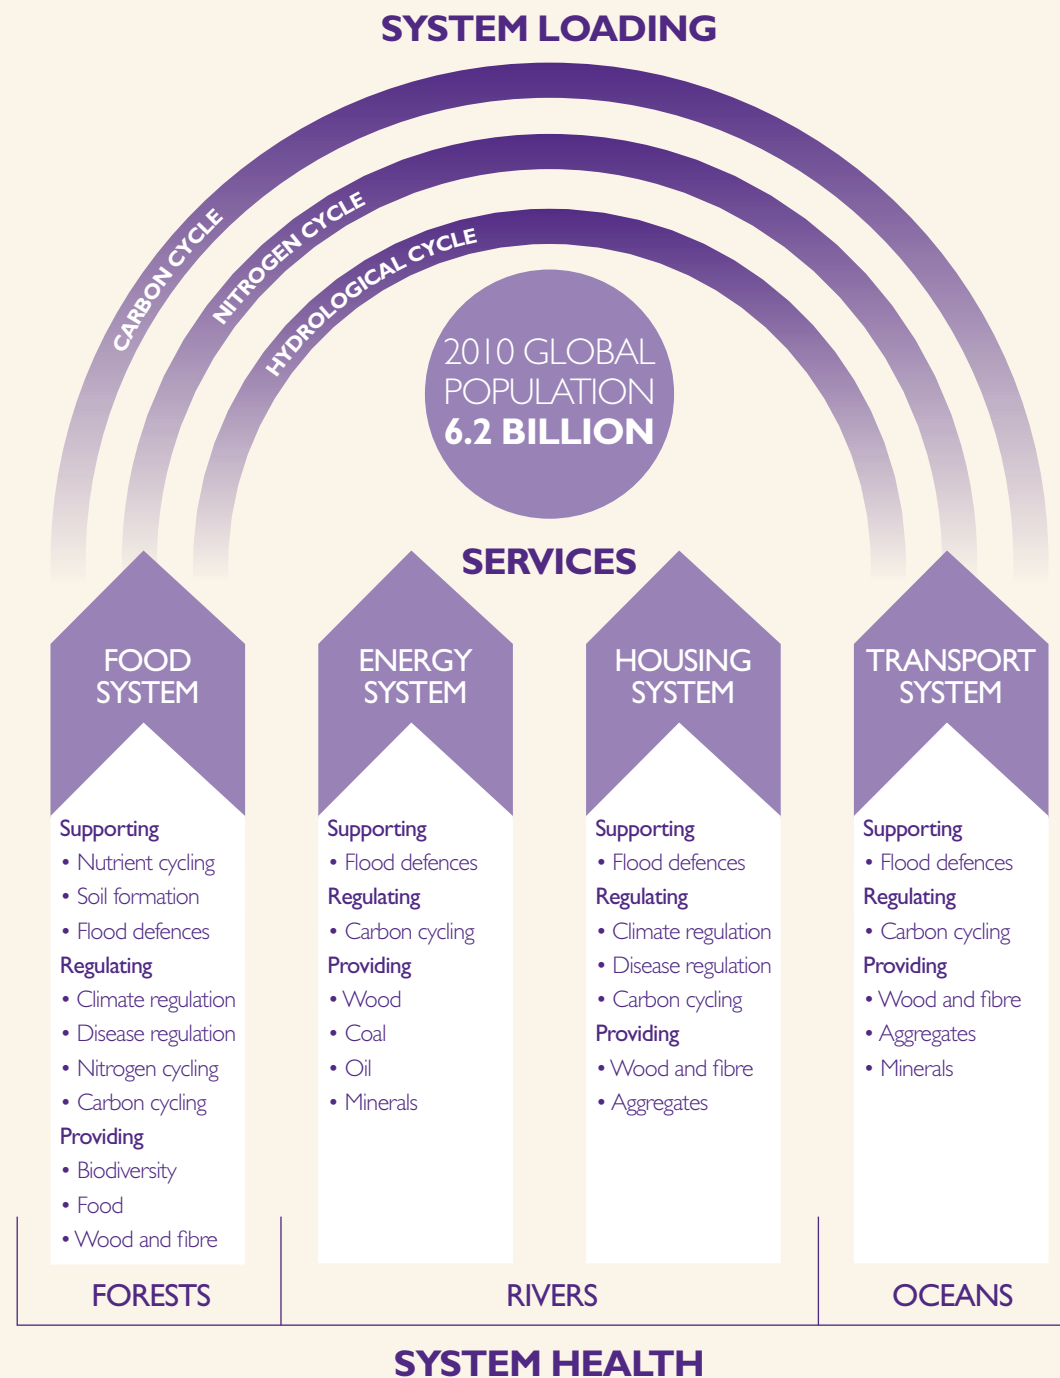 SYSTEM LOADING
CARBON CYCLE
NITROGEN CYCLE
HYDROLOGICAL CYCLE
2010 GLOBAL
POPULATION
6.2 BILLION
SERVICES
FOOD
SYSTEM
Supporting
• Nutrient cycling
• Soil formation
• Flood defences
Regulating
• Climate regulation
• Disease regulation
• Nitrogen cycling
• Carbon cycling
Providing
• Biodiversity
• Food
• Wood and fibre
ENERGY
SYSTEM
Supporting
• Flood defences
Regulating
• Carbon cycling
Providing
• Wood
• Coal
• Oil
• Minerals
HOUSING
SYSTEM
Supporting
• Flood defences
Regulating
• Climate regulation
• Disease regulation
• Carbon cycling
Providing
• Wood and fibre
• Aggregates
TRANSPORT
SYSTEM
Supporting
• Flood defences
Regulating
• Carbon cycling
Providing
• Wood and fibre
• Aggregates
• Minerals
FORESTS
RIVERS
OCEANS
SYSTEM HEALTH